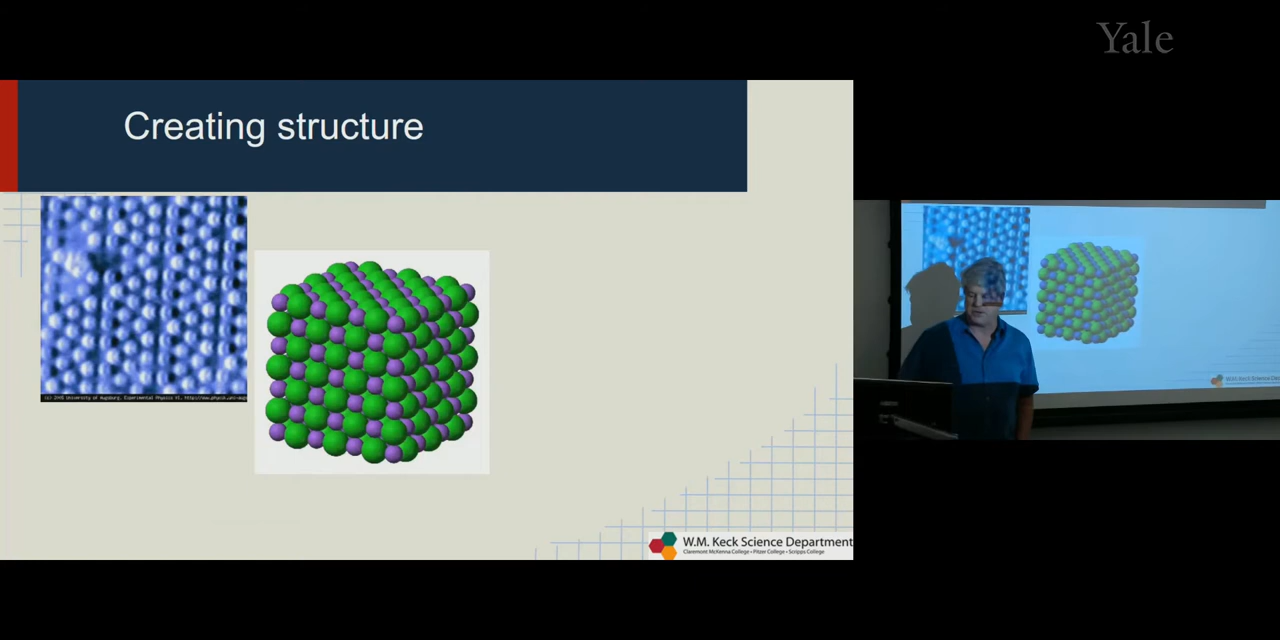 Yale
Creating structure
W.M. Keck Science Department
Claremont McKenna College • Pitzer College • Scripps College